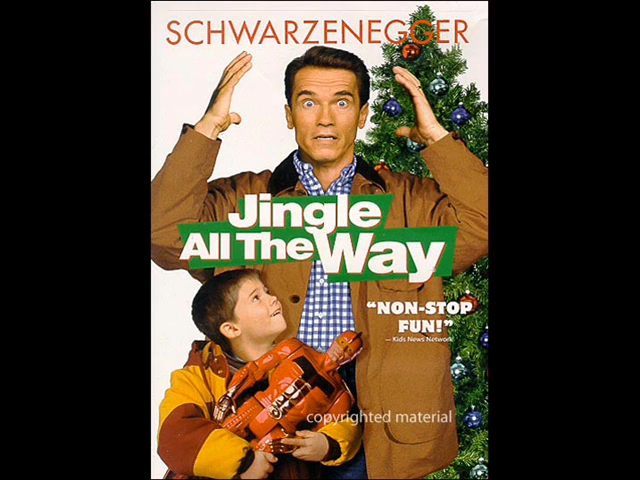 SCHWARZENEGGER
Jingle
All The Way
“NON-STOP
FUN!”
— Kids News Network
copyrighted material